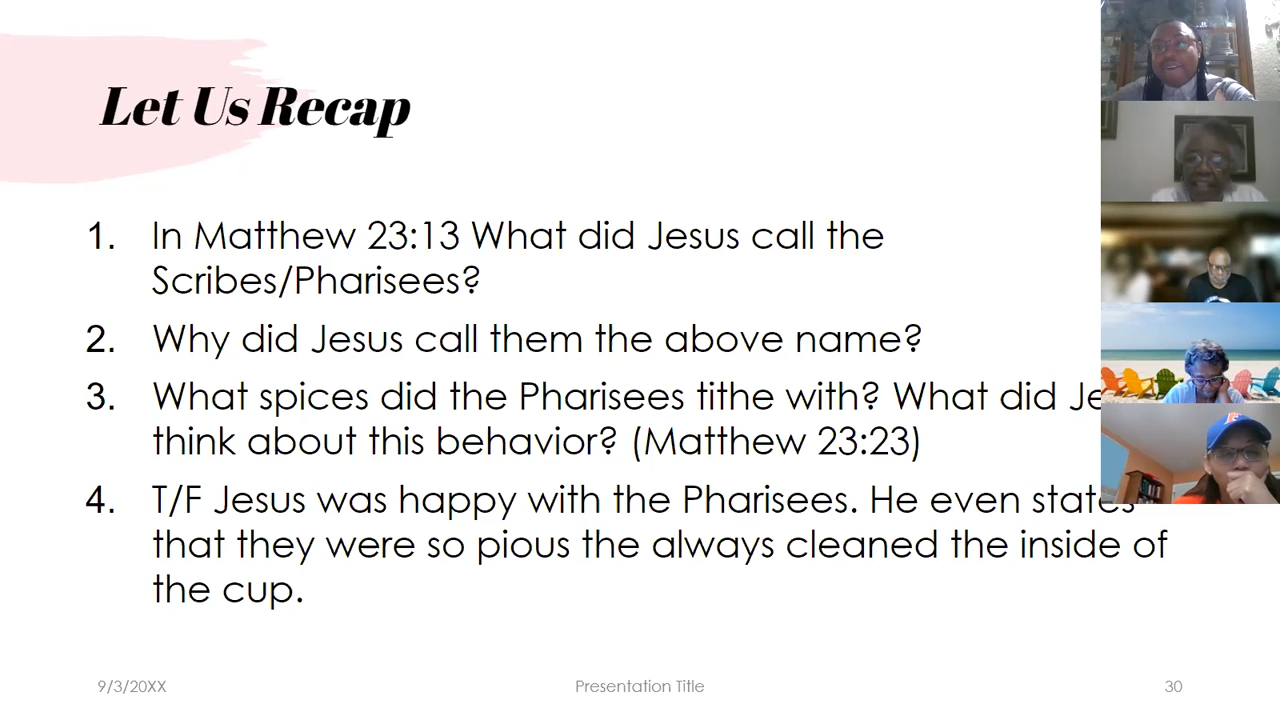 Let Us Recap
1. In Matthew 23:13 What did Jesus call the
Scribes/Pharisees?
2. Why did Jesus call them the above name?
3. What spices did the Pharisees tithe with? What did Je
think about this behavior? (Matthew 23:23)
4. T/F Jesus was happy with the Pharisees. He even states
that they were so pious the always cleaned the inside of
the cup.
9/3/20XX
Presentation Title
30